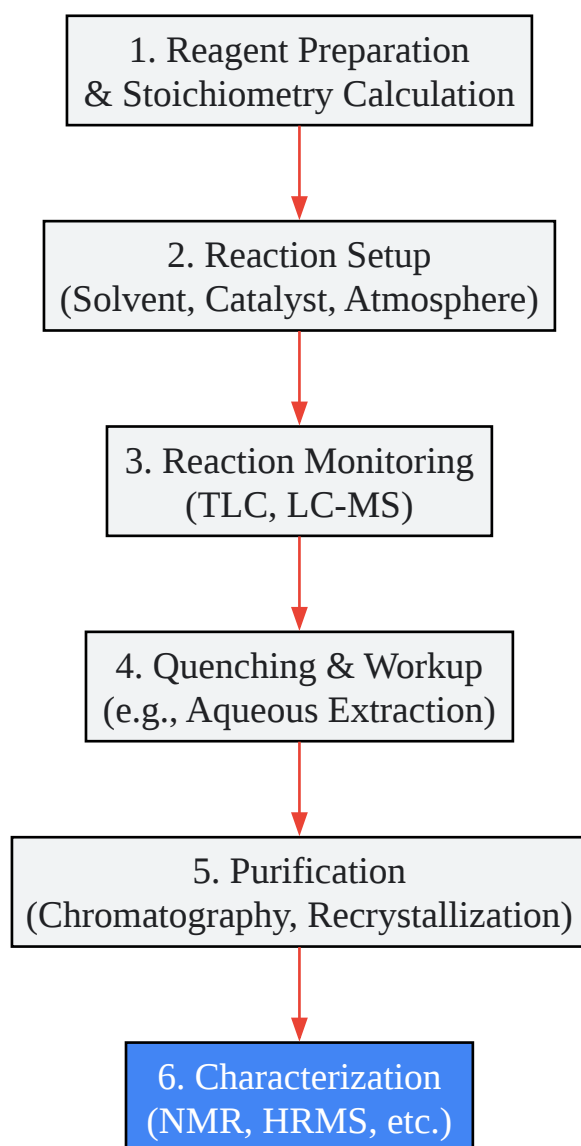 1. Reagent Preparation
& Stoichiometry Calculation
2. Reaction Setup
(Solvent, Catalyst, Atmosphere)
3. Reaction Monitoring
(TLC, LC-MS)
4. Quenching & Workup
(e.g., Aqueous Extraction)
5. Purification
(Chromatography, Recrystallization)
6. Characterization
(NMR, HRMS, etc.)